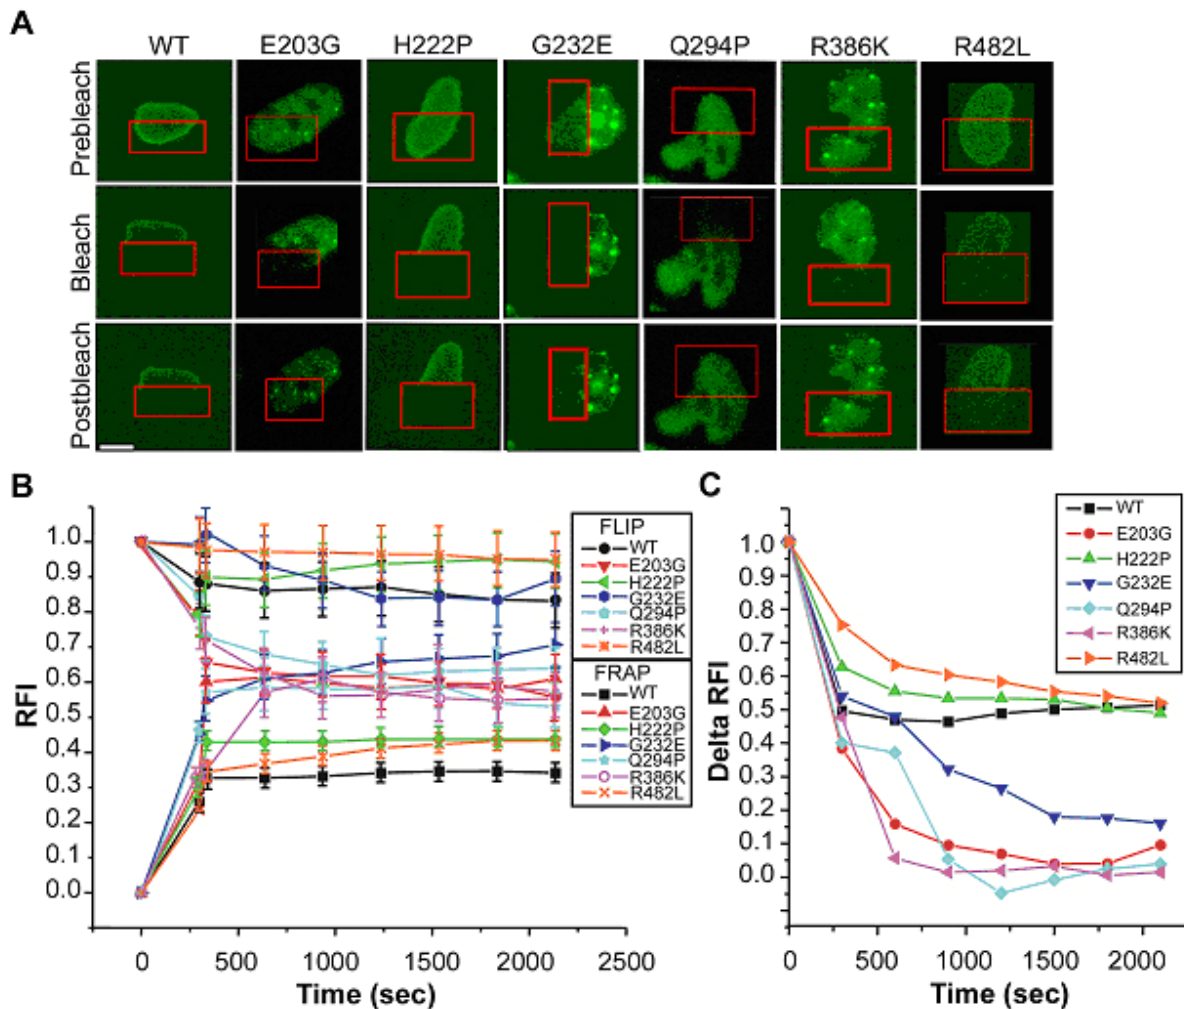 A
WT E203G H222P G232E Q294P R386K R482L
Prebleach
Bleach
Postbleach
B
RFI
1.0
0.9
0.8
0.7
0.6
0.5
0.4
0.3
0.2
0.1
0.0
0 500 1000 1500 2000 2500
Time (sec)
FLIP
WT
E203G
H222P
G232E
Q294P
R386K
R482L
FRAP
WT
E203G
H222P
G232E
Q294P
R386K
R482L
C
Delta RFI
1.0
0.9
0.8
0.7
0.6
0.5
0.4
0.3
0.2
0.1
0.0
0 500 1000 1500 2000
Time (sec)
WT
E203G
H222P
G232E
Q294P
R386K
R482L